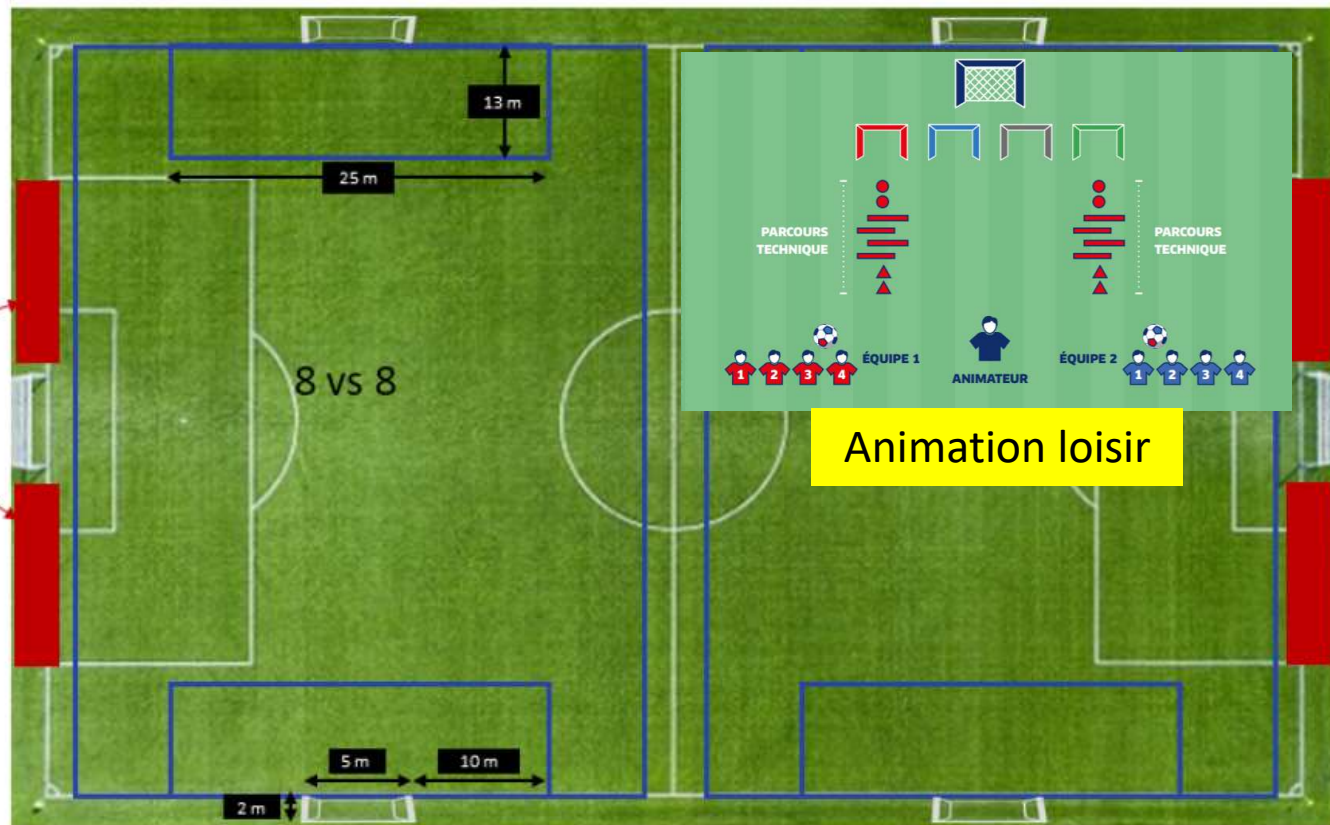 13 m
25 m
8 vs 8
5 m
10 m
2 m
PARCOURS
TECHNIQUE
PARCOURS
TECHNIQUE
ÉQUIPE 1
ANIMATEUR
ÉQUIPE 2
1 2 3 4
1 2 3 4
Animation loisir